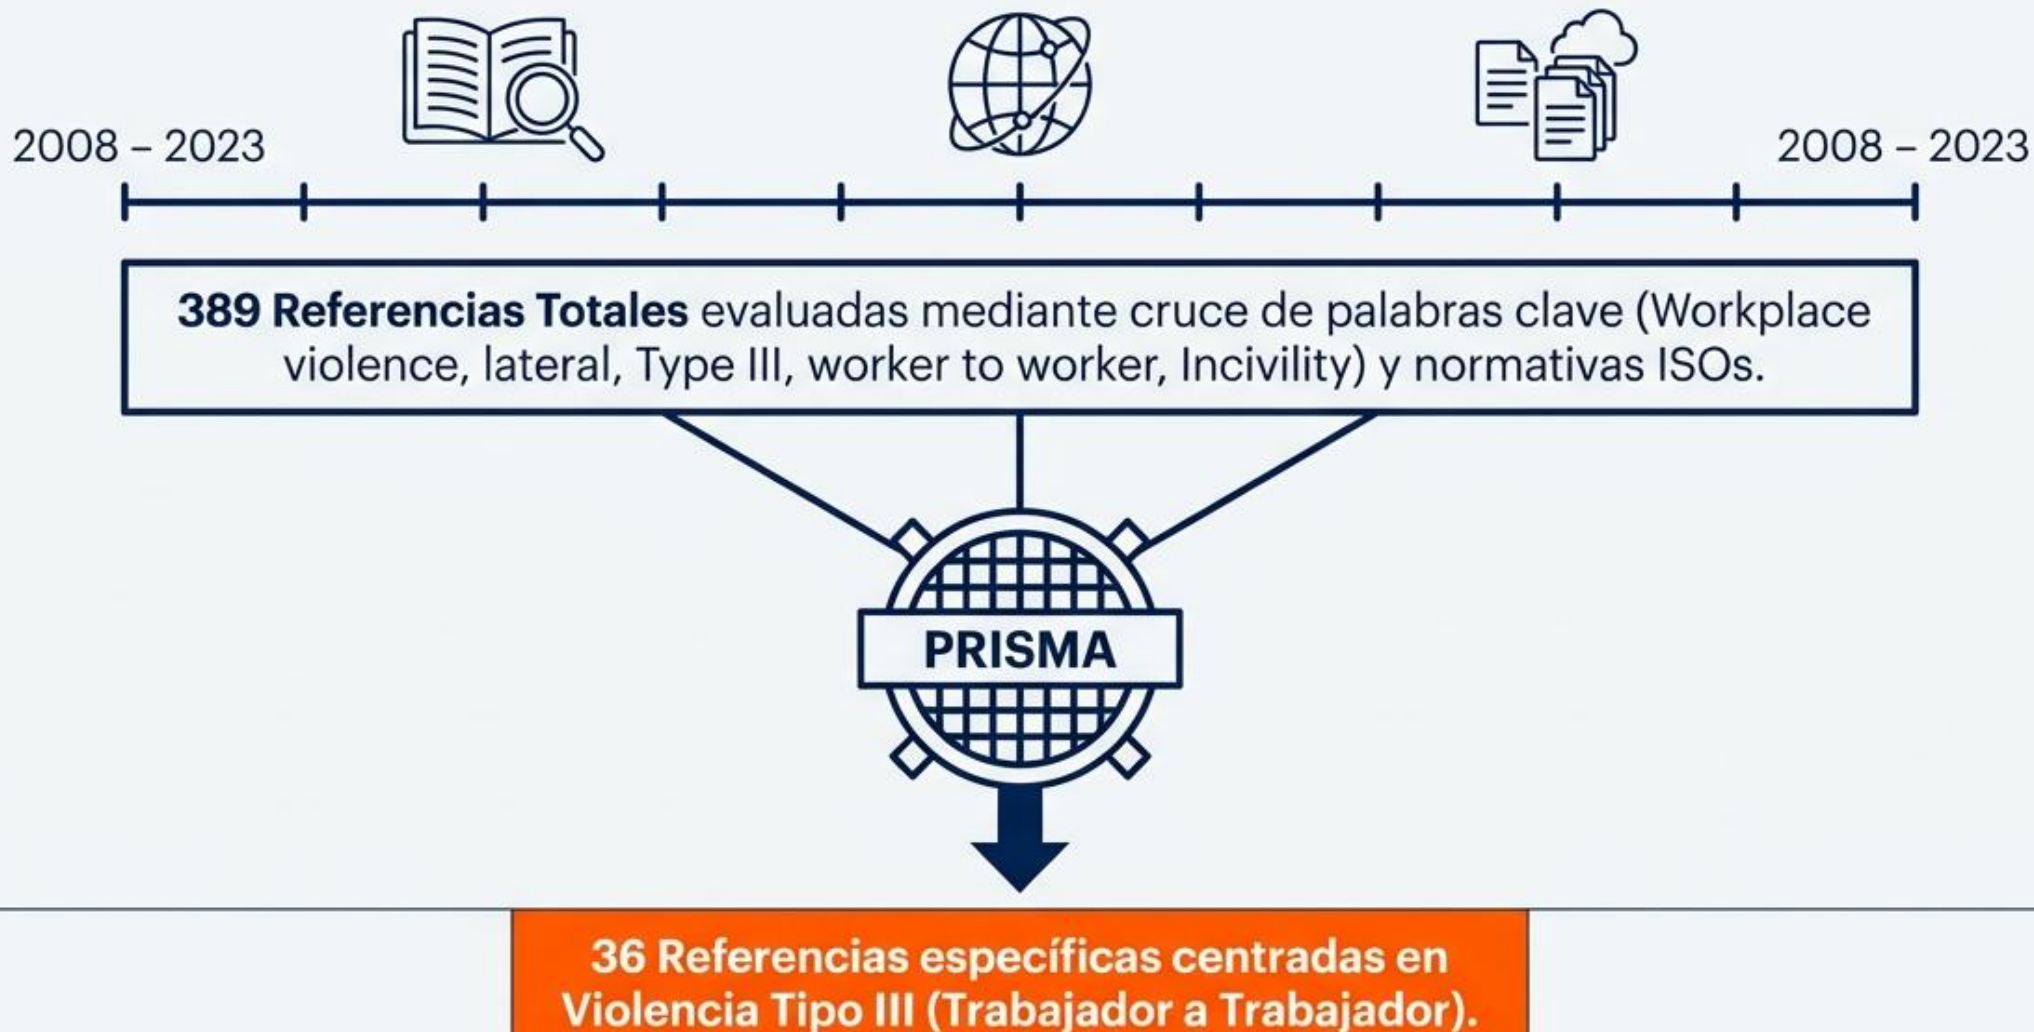 2008 – 2023
2008 – 2023
389 Referencias Totales evaluadas mediante cruce de palabras clave (Workplace
violence, lateral, Type III, worker to worker, Incivility) y normativas ISOs.
PRISMA
36 Referencias específicas centradas en
Violencia Tipo III (Trabajador a Trabajador).